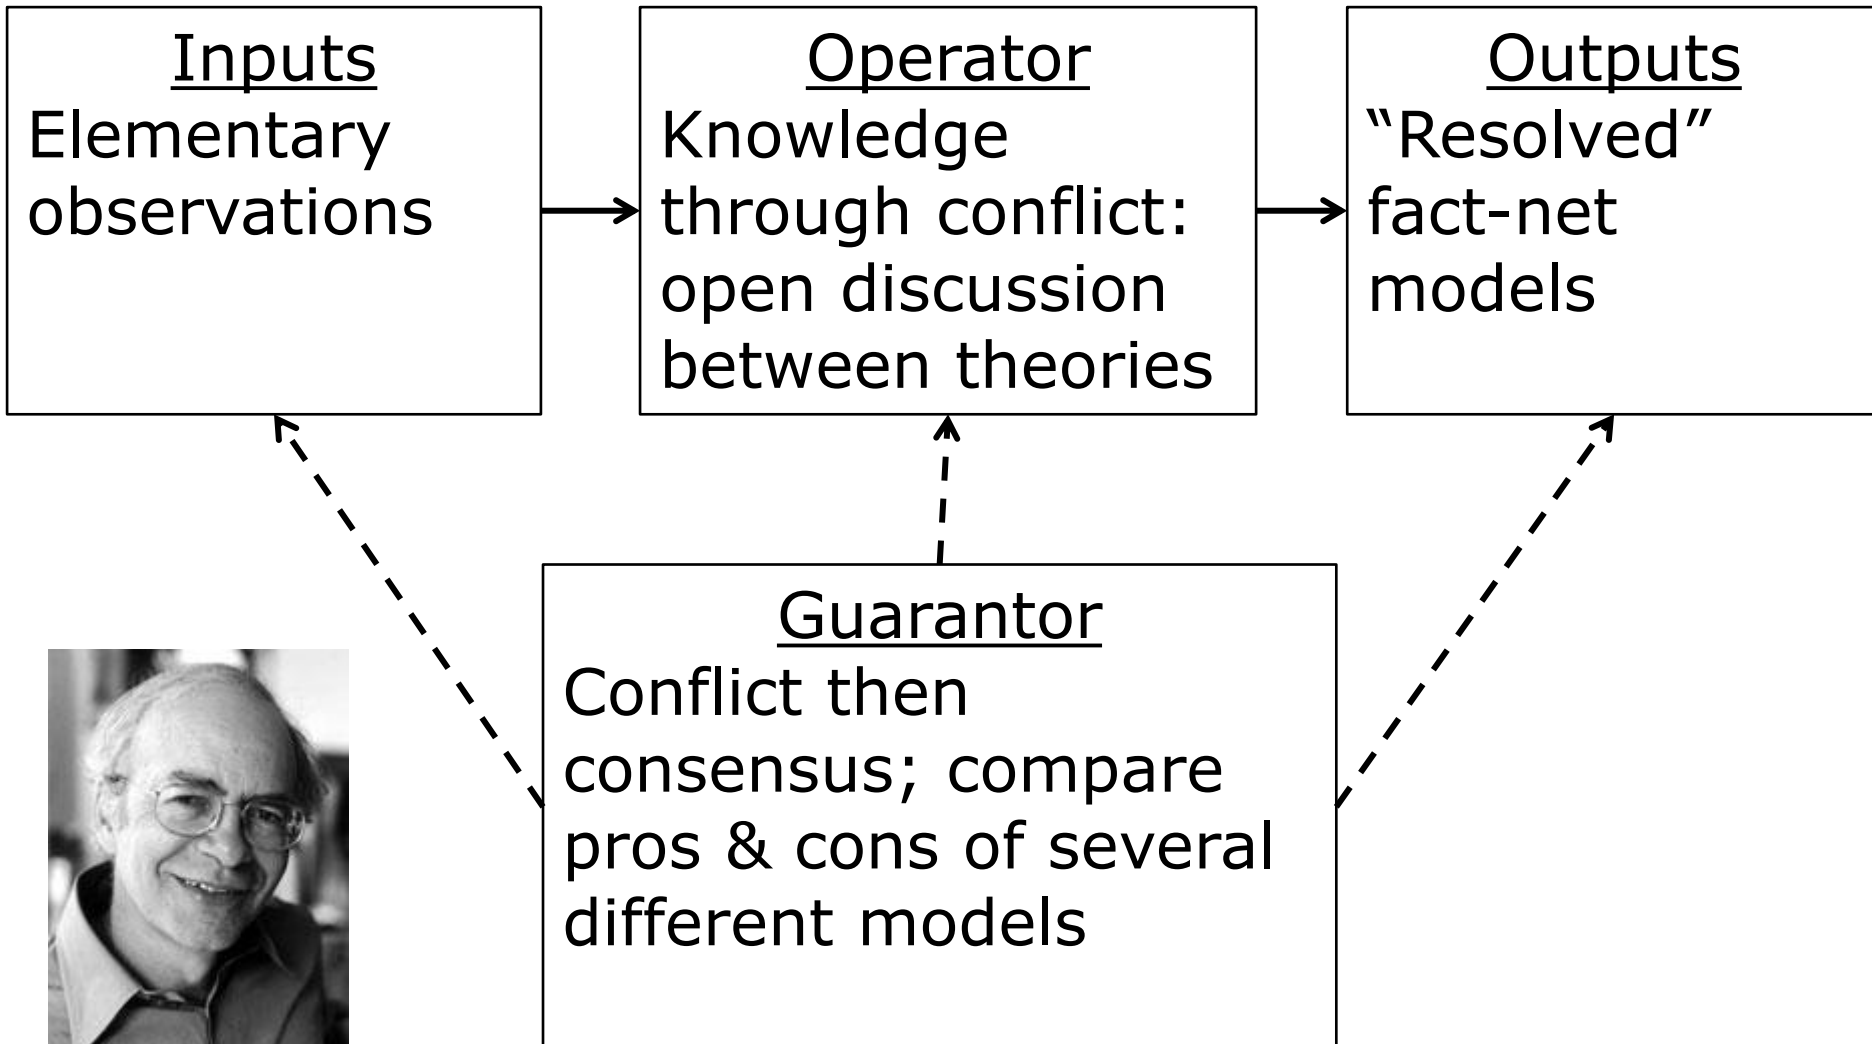 Inputs
Elementary
observations
Operator
Knowledge
through conflict:
open discussion
between theories
Outputs
“Resolved”
fact-net
models
Guarantor
Conflict then
consensus; compare
pros & cons of several
different models